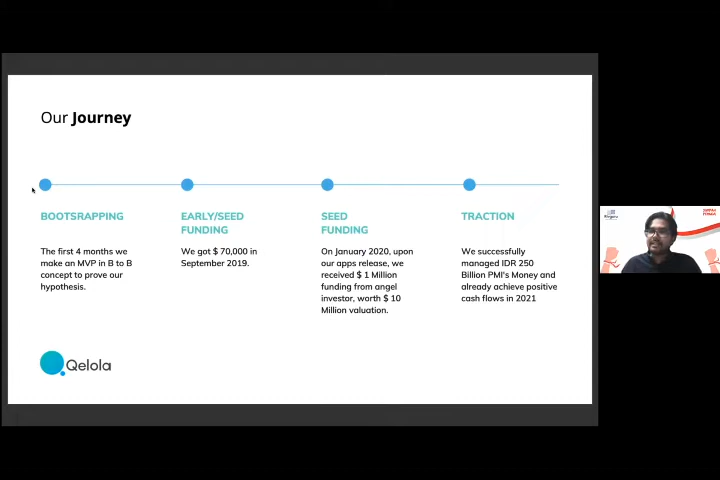 Our Journey
BOOTSRAPPING
The first 4 months we
make an MVP in B to B
concept to prove our
hypothesis.
EARLY/SEED
FUNDING
We got $ 70,000 in
September 2019.
SEED
FUNDING
On January 2020, upon
our apps release, we
received $ 1 Million
funding from angel
investor, worth $ 10
Million valuation.
TRACTION
We successfully
managed IDR 250
Billion PMI's Money and
already achieve positive
cash flows in 2021
Qelola